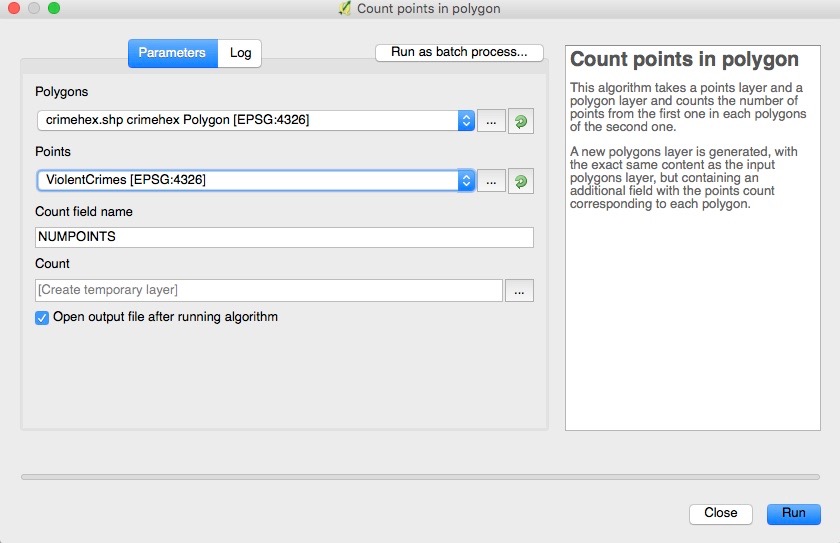 Count points in polygon
Parameters
Log
Run as batch process...
Polygons
crimehex.shp crimehex Polygon [EPSG:4326]
...
Points
ViolentCrimes [EPSG:4326]
...
Count field name
NUMPOINTS
Count
[Create temporary layer]
...
Open output file after running algorithm
Count points in polygon
This algorithm takes a points layer and a
polygon layer and counts the number of
points from the first one in each polygons
of the second one.
A new polygons layer is generated, with
the exact same content as the input
polygons layer, but containing an
additional field with the points count
corresponding to each polygon.
Close
Run